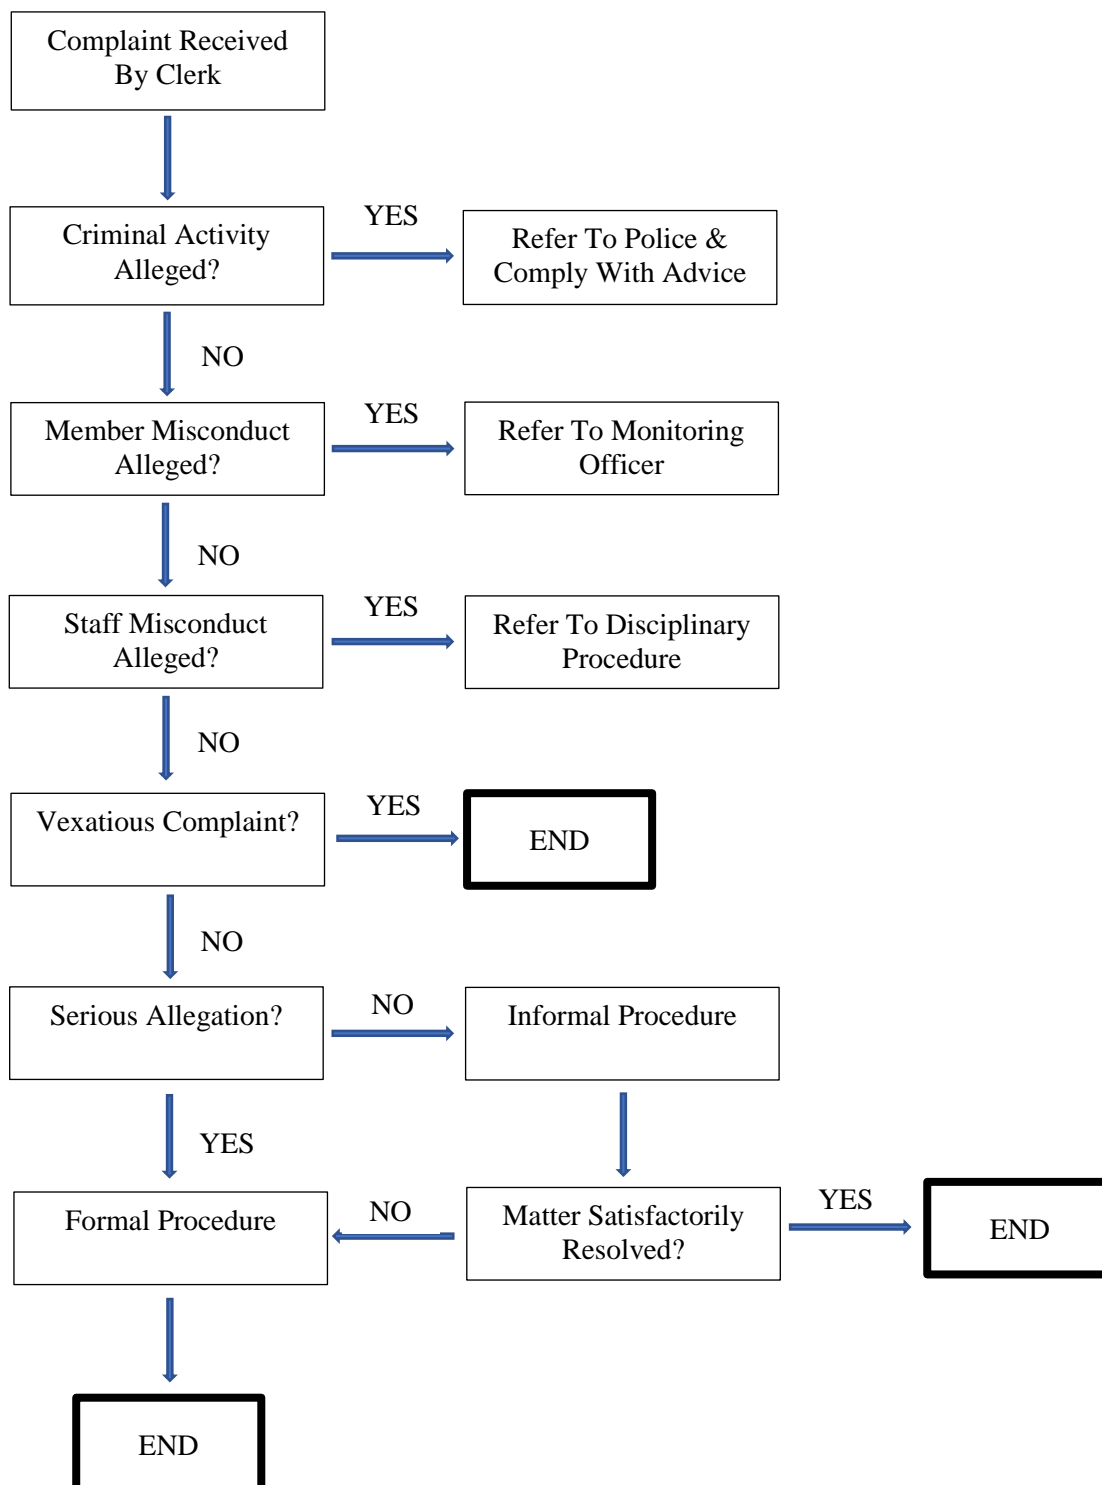 Complaint Received
By Clerk
Criminal Activity
Alleged?
YES
Refer To Police &
Comply With Advice
NO
Member Misconduct
Alleged?
YES
Refer To Monitoring
Officer
NO
Staff Misconduct
Alleged?
YES
Refer To Disciplinary
Procedure
NO
Vexatious Complaint?
YES
END
NO
Serious Allegation?
NO
Informal Procedure
YES
Formal Procedure
NO
Matter Satisfactorily
Resolved?
YES
END
END